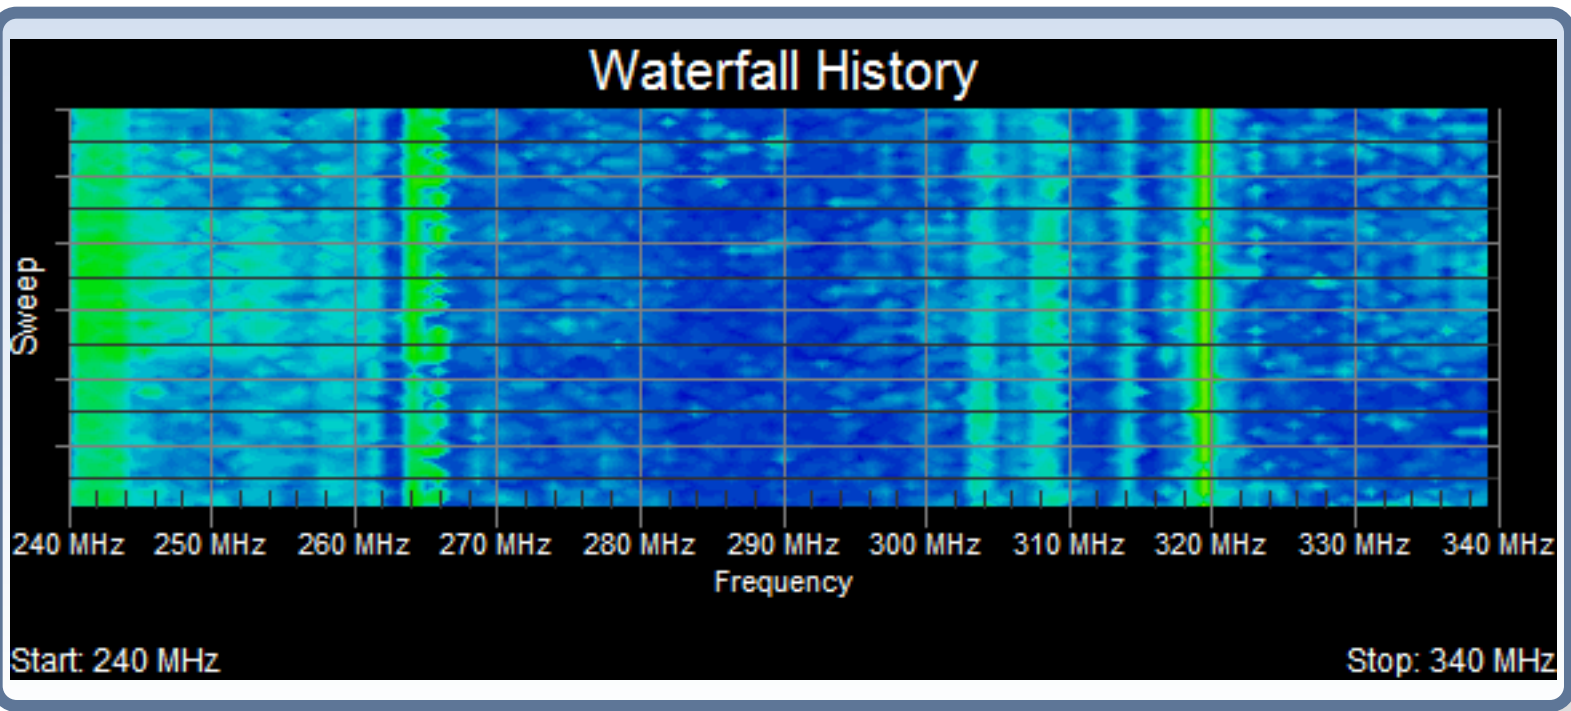 Waterfall History
Sweep
240 MHz 250 MHz 260 MHz 270 MHz 280 MHz 290 MHz 300 MHz 310 MHz 320 MHz 330 MHz 340 MHz
Frequency
Start: 240 MHz Stop: 340 MHz